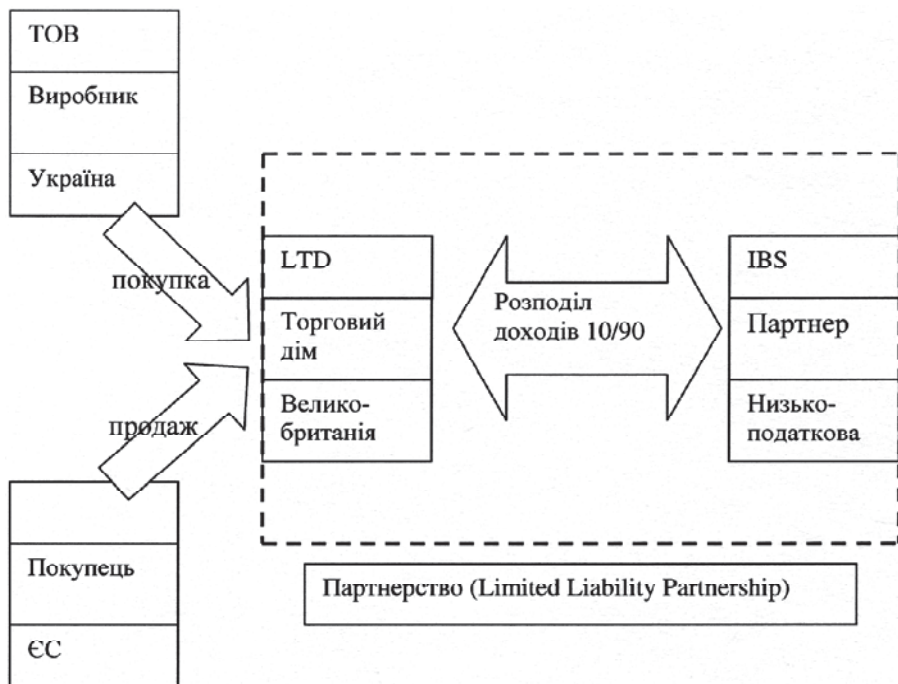 ТОВ
Виробник
Україна
покупка
LTD
Торговий
дім
Велико-
британія
Розподіл
доходів 10/90
IBS
Партнер
Низько-
податкова
продаж
Покупець
ЄС
Партнерство (Limited Liability Partnership)